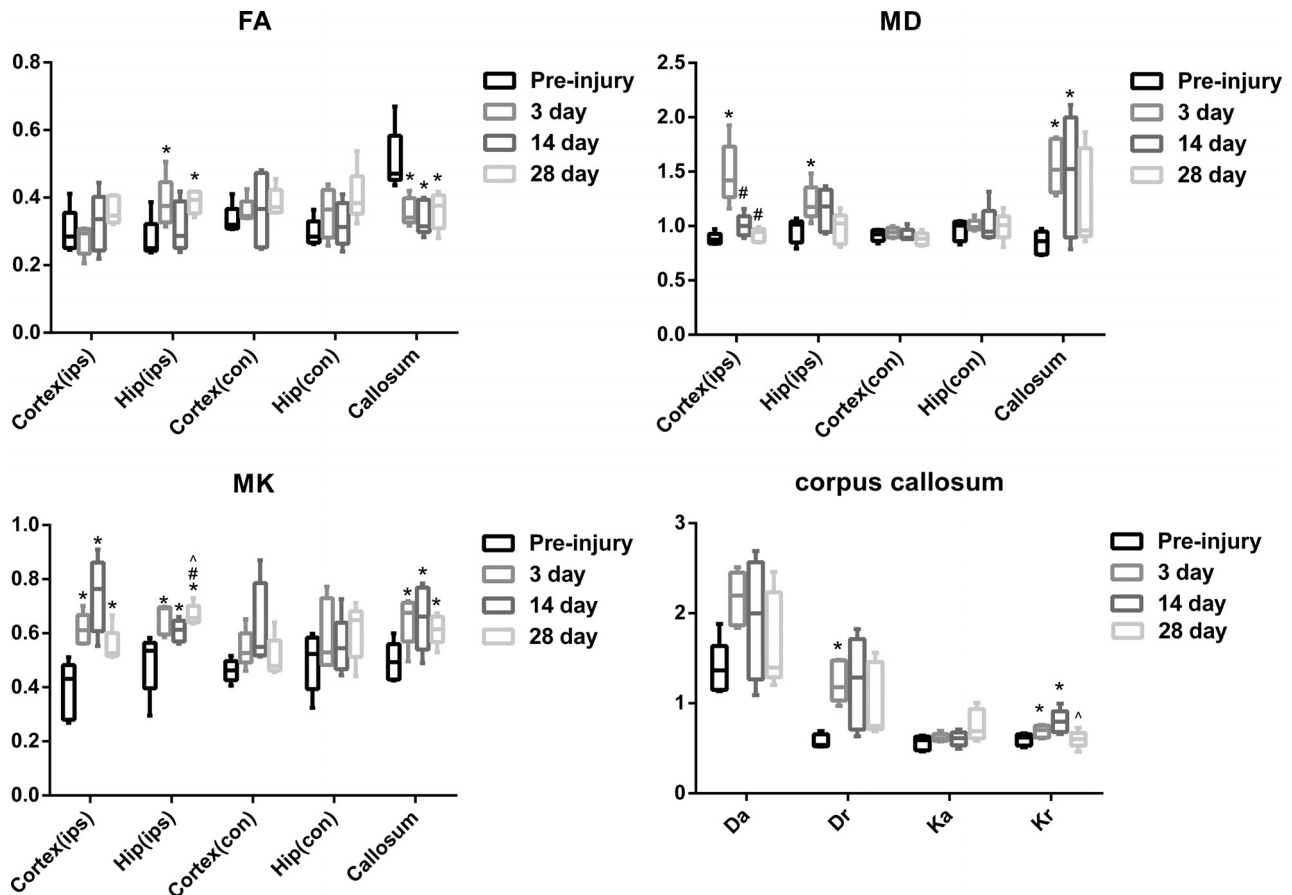 FA
0.8
0.6
0.4
0.2
0.0
*
*
*
*
*
Cortex(ips)
Hip(ips)
Cortex(con)
Hip(con)
Callosum
Pre-injury
3 day
14 day
28 day
MD
2.5
2.0
1.5
1.0
0.5
0.0
*
#
#
*
*
*
Cortex(ips)
Hip(ips)
Cortex(con)
Hip(con)
Callosum
Pre-injury
3 day
14 day
28 day
MK
1.0
0.8
0.6
0.4
0.2
0.0
*
*
*
*
*
^
#
*
*
*
*
Cortex(ips)
Hip(ips)
Cortex(con)
Hip(con)
Callosum
Pre-injury
3 day
14 day
28 day
corpus callosum
3
2
1
0
*
*
*
^
Da
Dr
Ka
Kr
Pre-injury
3 day
14 day
28 day